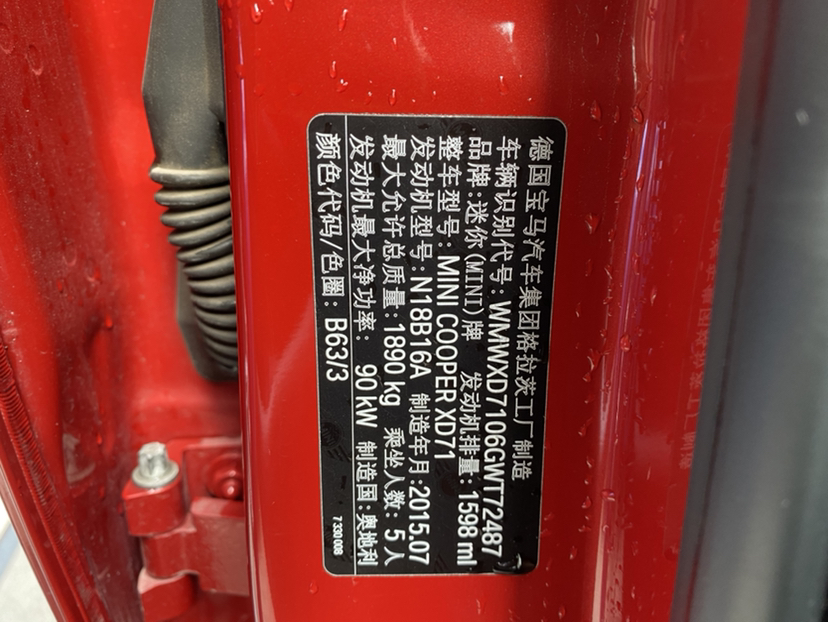 德国宝马汽车集团格拉茨工厂 制造
车辆识别代号:WMWXD7106GWT72487
品牌:迷你(MINI)牌 发动机排量:1598 ml
整车型号:MINI COOPER XD71
发动机型号:N18B16A 制造年月:2015.07
最大允许总质量:1890 kg 乘坐人数:5人
发动机最大净功率: 90 kW 制造国:奥地利
颜色代码/色圈:B63/3
7 330 008